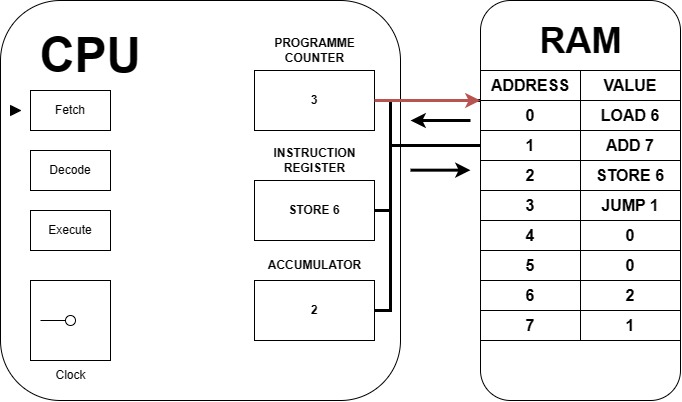 CPU
Fetch
Decode
Execute
Clock
PROGRAMME
COUNTER
3
INSTRUCTION
REGISTER
STORE 6
ACCUMULATOR
2
RAM
ADDRESS VALUE
0 LOAD 6
1 ADD 7
2 STORE 6
3 JUMP 1
4 0
5 0
6 2
7 1